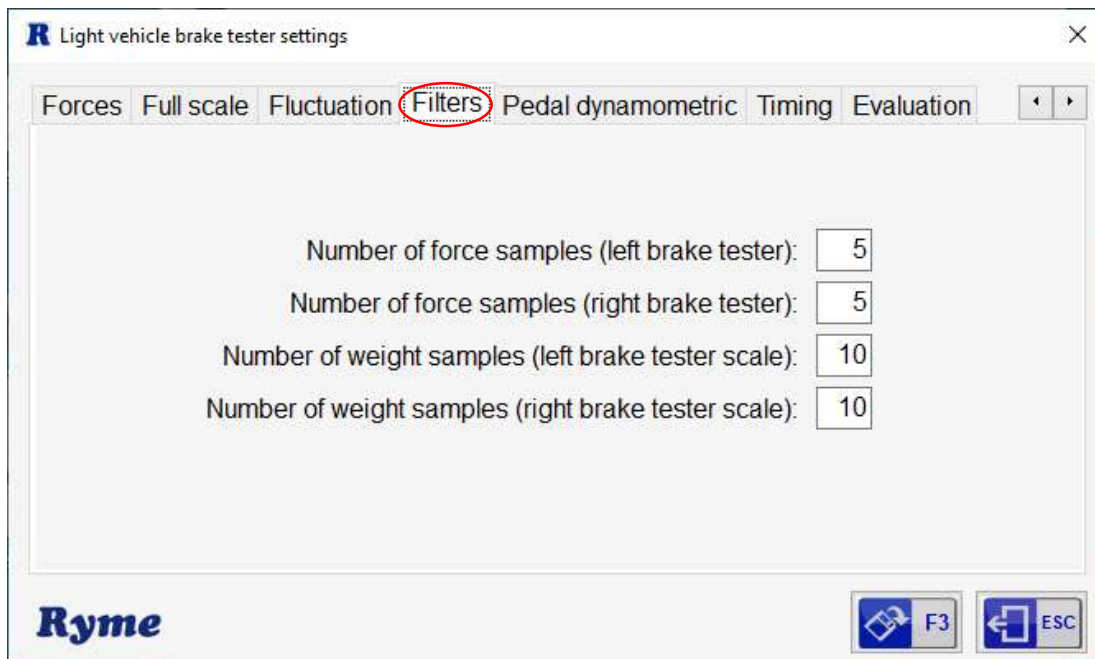 R Light vehicle brake tester settings
Forces Full scale Fluctuation Filters Pedal dynamometric Timing Evaluation
Number of force samples (left brake tester): 5
Number of force samples (right brake tester): 5
Number of weight samples (left brake tester scale): 10
Number of weight samples (right brake tester scale): 10
Ryme F3 ESC